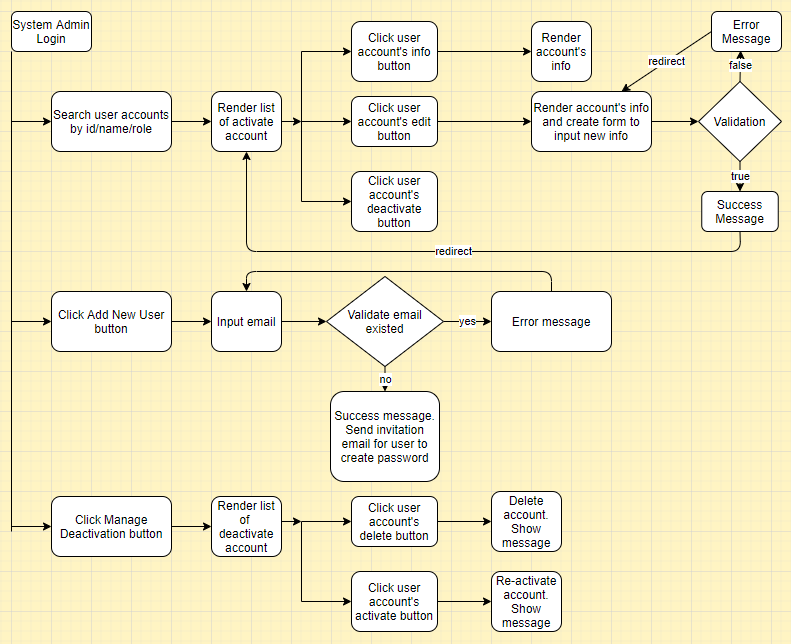 System Admin
Login
Click user
account's info
button
Render
account's
info
Error
Message
redirect
false
Search user accounts
by id/name/role
Render list
of activate
account
Click user
account's edit
button
Render account's info
and create form to
input new info
Validation
true
Click user
account's
deactivate
button
Success
Message
redirect
Click Add New User
button
Input email
Validate email
existed
yes
Error message
no
Success message.
Send invitation
email for user to
create password
Click Manage
Deactivation button
Render list
of
deactivate
account
Click user
account's
delete button
Delete
account.
Show
message
Click user
account's
activate button
Re-activate
account.
Show
message